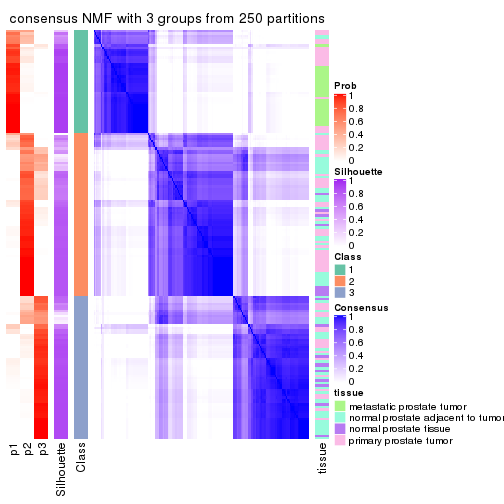 consensus NMF with 3 groups from 250 partitions
Prob
1
0.8
0.6
0.4
0.2
0
Silhouette
1
0.8
0.6
0.4
0.2
0
Class
1
2
3
Consensus
1
0.8
0.6
0.4
0.2
0
tissue
metastatic prostate tumor
normal prostate adjacent to tumor
normal prostate tissue
primary prostate tumor
p1
p2
p3
Silhouette
Class
tissue